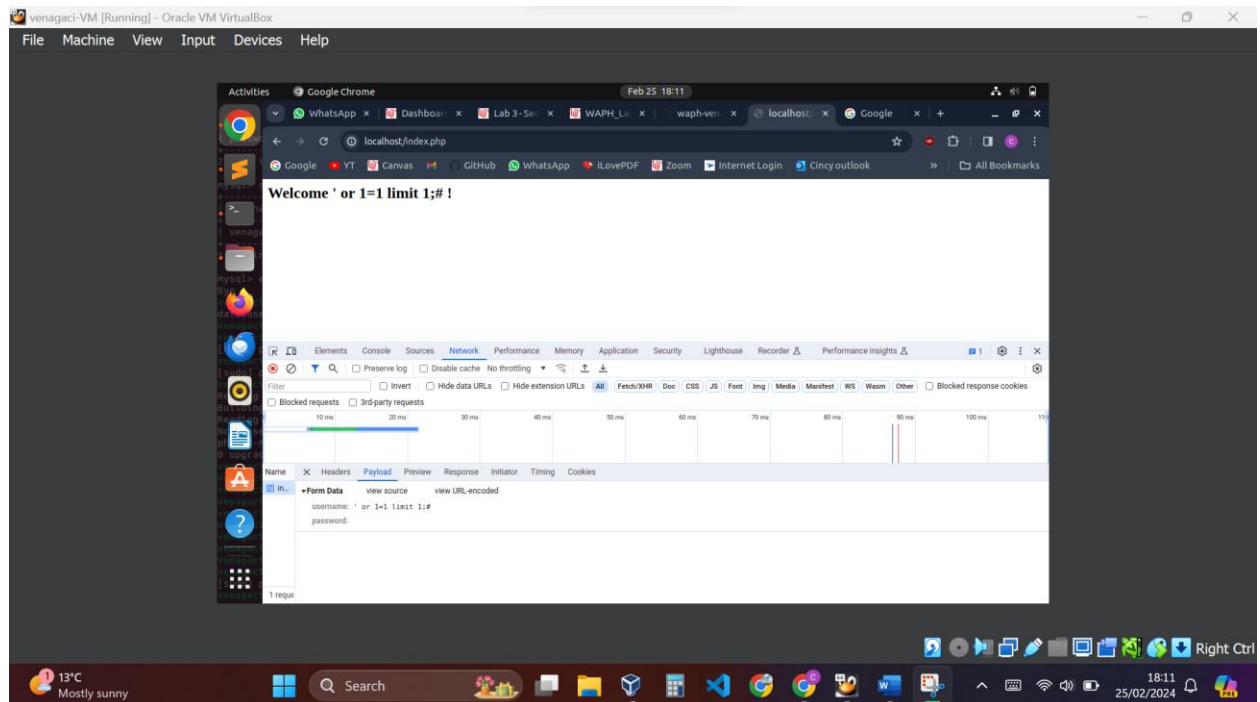 venagaci-VM [Running] - Oracle VM VirtualBox
File Machine View Input Devices Help
Activities Google Chrome Feb 25 18:11
WhatsApp Dashboar Lab 3 - Sec WAPH_La waph-ven localhost/ Google
localhost/index.php
Google YT Canvas GitHub WhatsApp iLovePDF Zoom Internet Login Cincy outlook » All Bookmarks
Welcome ' or 1=1 limit 1;# !
Elements Console Sources Network Performance Memory Application Security Lighthouse Recorder Performance insights 1
Preserve log Disable cache No throttling
Filter Invert Hide data URLs Hide extension URLs All Fetch/XHR Doc CSS JS Font Img Media Manifest WS Wasm Other Blocked response cookies
Blocked requests 3rd-party requests
10 ms 20 ms 30 ms 40 ms 50 ms 60 ms 70 ms 80 ms 90 ms 100 ms 110
Name X Headers Payload Preview Response Initiator Timing Cookies
in... Form Data view source view URL-encoded
username: ' or 1=1 limit 1;#
password:
1 reque
Right Ctrl
1 13°C
Mostly sunny
Search
18:11
25/02/2024